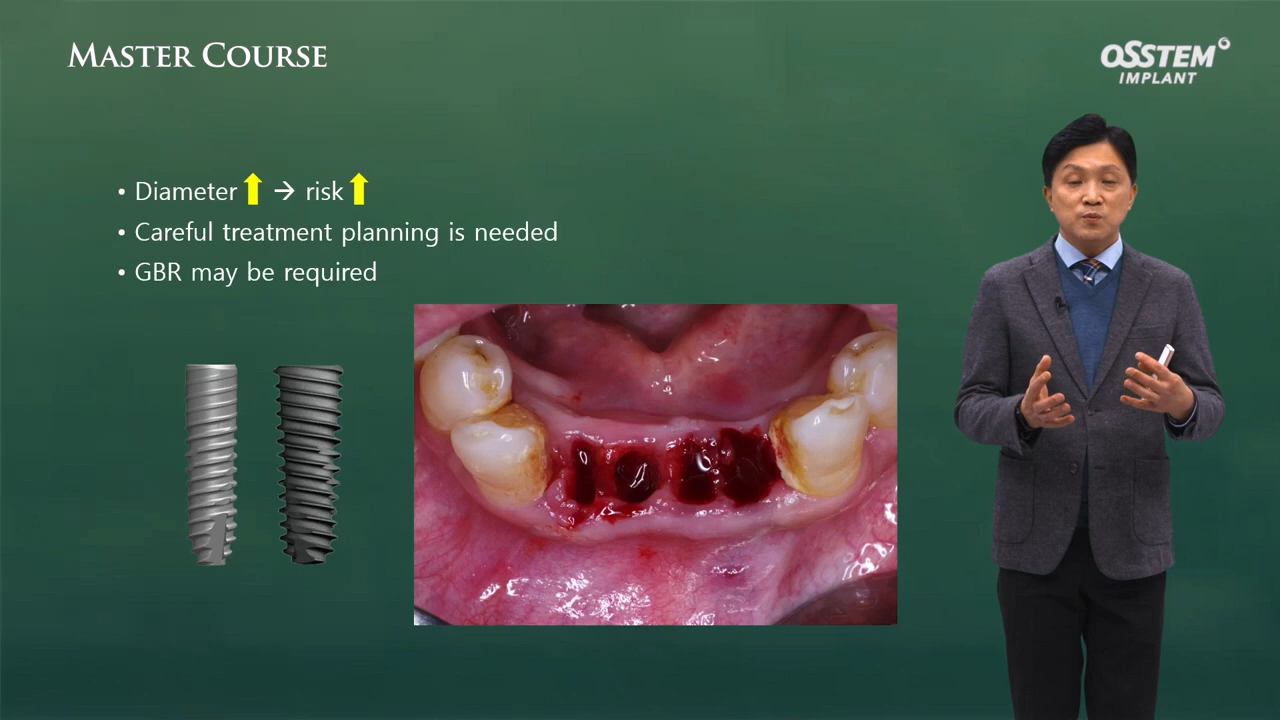 MASTER COURSE
OSSTEM
IMPLANT
• Diameter ⬆ → risk ⬆
• Careful treatment planning is needed
• GBR may be required